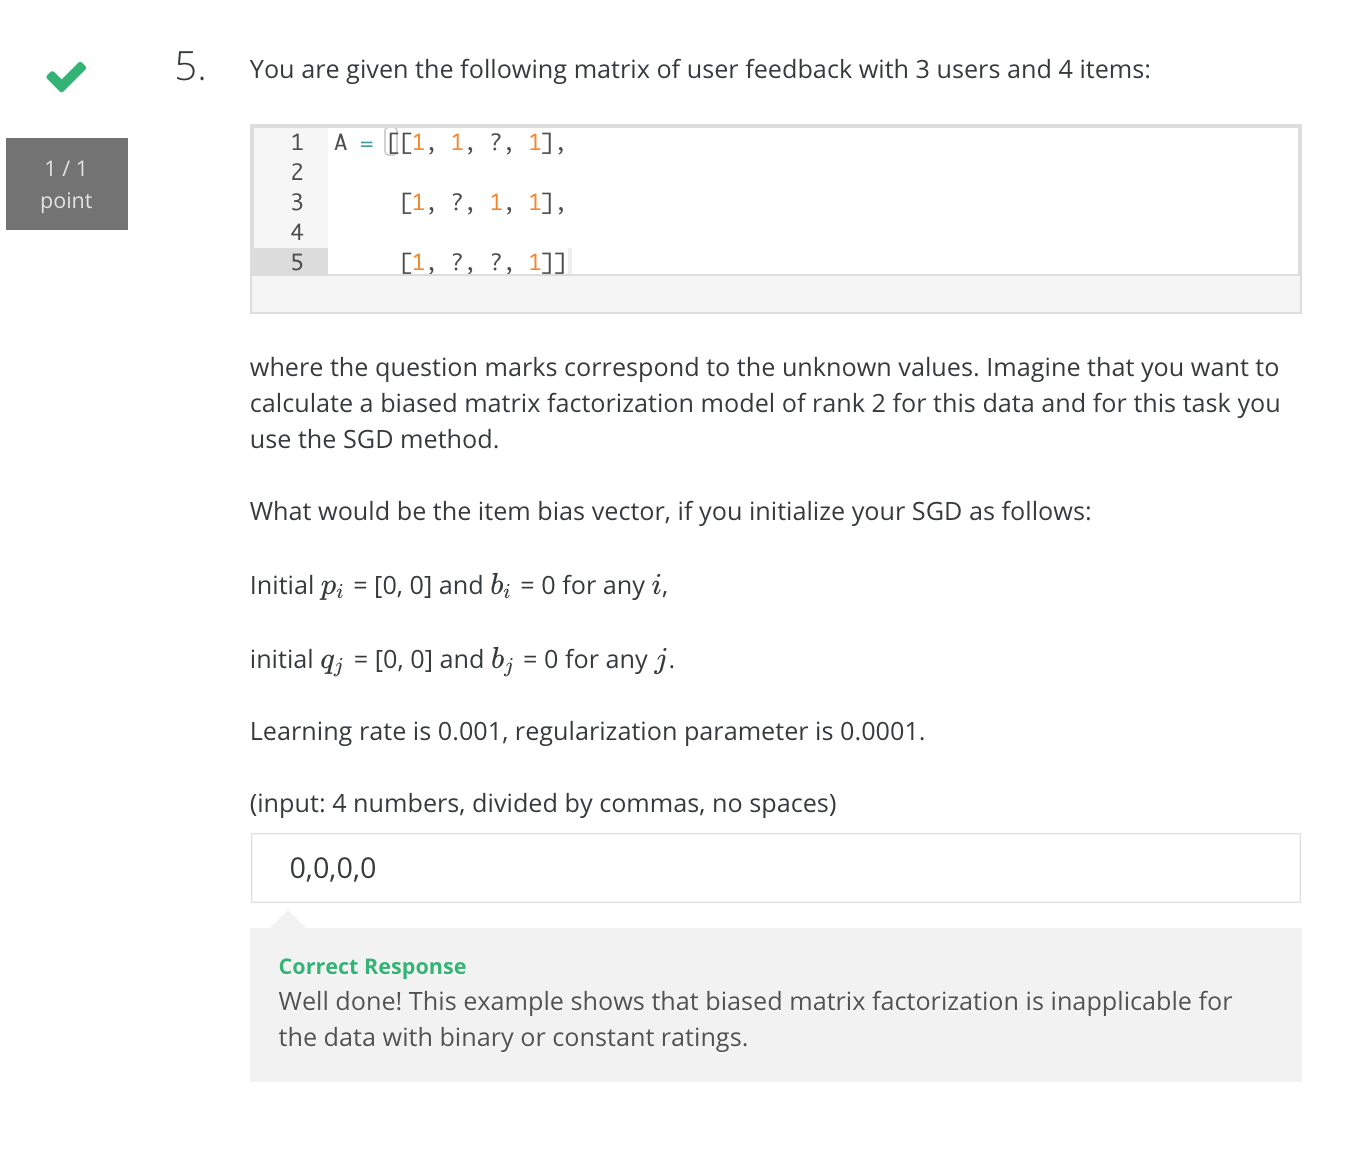 5. You are given the following matrix of user feedback with 3 users and 4 items:
1 / 1
point
1 A = [[1, 1, ?, 1],
2
3 [1, ?, 1, 1],
4
5 [1, ?, ?, 1]]
where the question marks correspond to the unknown values. Imagine that you want to
calculate a biased matrix factorization model of rank 2 for this data and for this task you
use the SGD method.
What would be the item bias vector, if you initialize your SGD as follows:
Initial p_i = [0, 0] and b_i = 0 for any i,
initial q_j = [0, 0] and b_j = 0 for any j.
Learning rate is 0.001, regularization parameter is 0.0001.
(input: 4 numbers, divided by commas, no spaces)
0,0,0,0
Correct Response
Well done! This example shows that biased matrix factorization is inapplicable for
the data with binary or constant ratings.